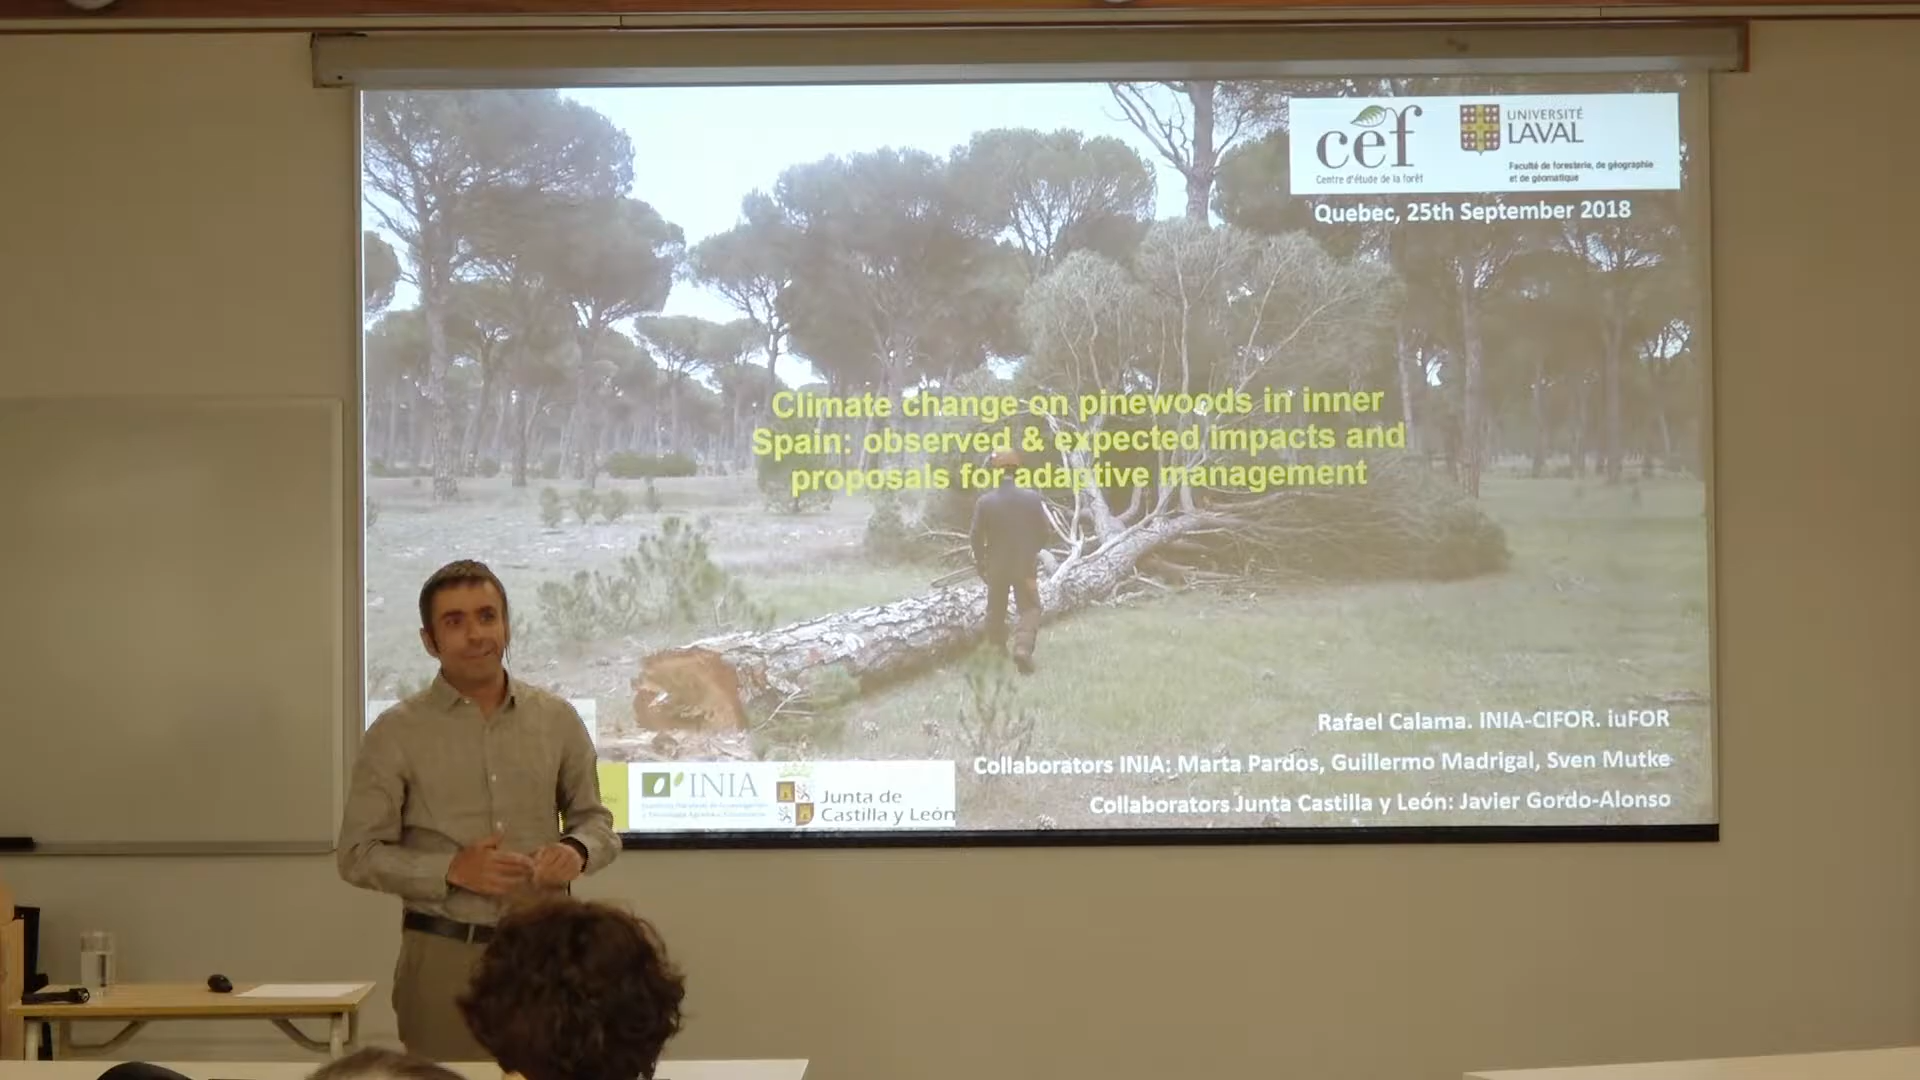 cef
Centre d'étude de la forêt
UNIVERSITÉ
LAVAL
Faculté de foresterie, de géographie
et de géomatique
Quebec, 25th September 2018
Climate change on pinewoods in inner
Spain: observed & expected impacts and
proposals for adaptive management
Rafael Calama. INIA-CIFOR. iuFOR
Collaborators INIA: Marta Pardos, Guillermo Madrigal, Sven Mutke
Collaborators Junta Castilla y León: Javier Gordo-Alonso
INIA
Junta de
Castilla y León